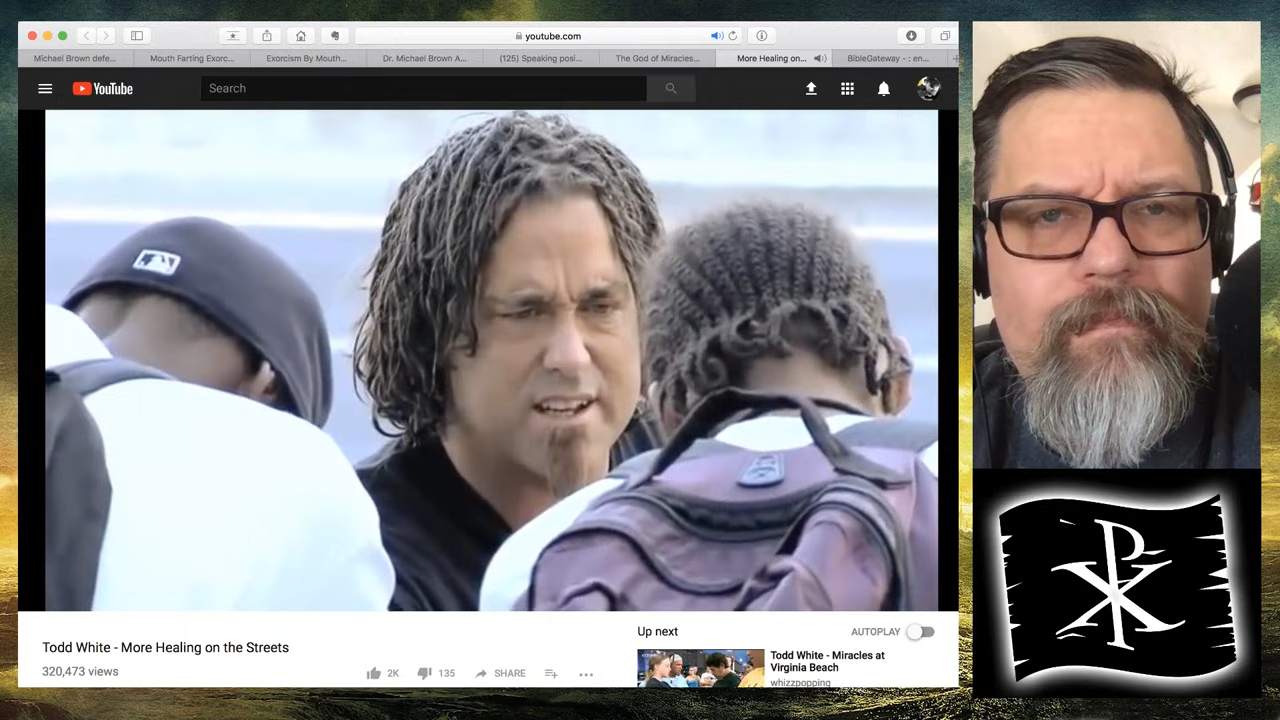 youtube.com
Michael Brown defe...
Mouth Farting Exorc...
Exorcism By Mouth...
Dr. Michael Brown A...
(125) Speaking posi...
The God of Miracles...
More Healing on...
BibleGateway - : en...
YouTube
Search
Todd White - More Healing on the Streets
320,473 views
2K
135
SHARE
Up next
AUTOPLAY
Todd White - Miracles at
Virginia Beach
whizzpopping